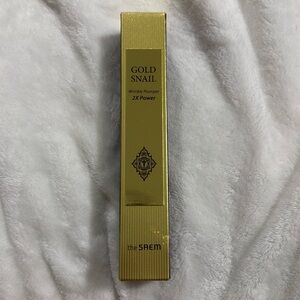 GOLD
SNAIL
Wrinkle Plumper
2X Power
the SAEM